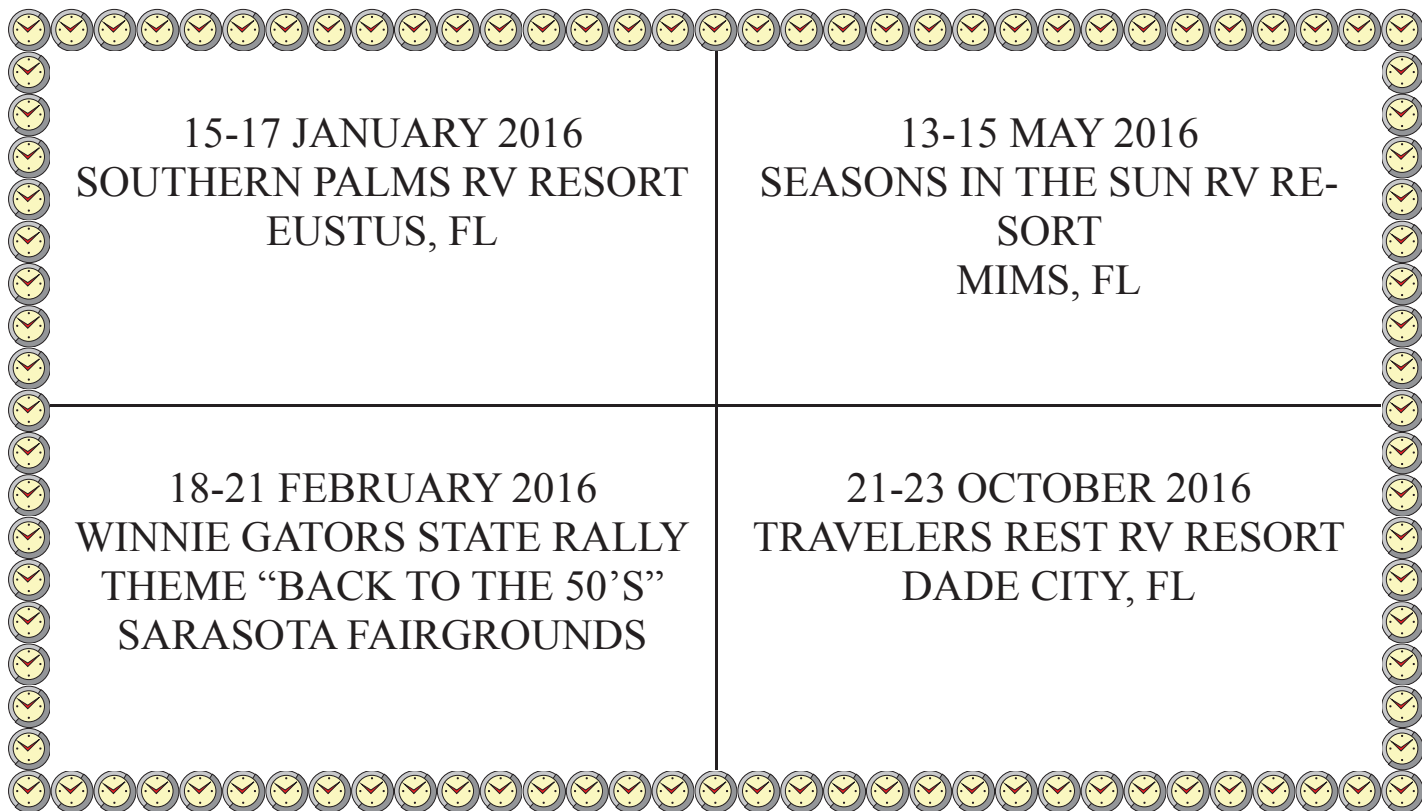 15-17 JANUARY 2016
SOUTHERN PALMS RV RESORT
EUSTUS, FL
13-15 MAY 2016
SEASONS IN THE SUN RV RE-
SORT
MIMS, FL
18-21 FEBRUARY 2016
WINNIE GATORS STATE RALLY
THEME “BACK TO THE 50’S”
SARASOTA FAIRGROUNDS
21-23 OCTOBER 2016
TRAVELERS REST RV RESORT
DADE CITY, FL